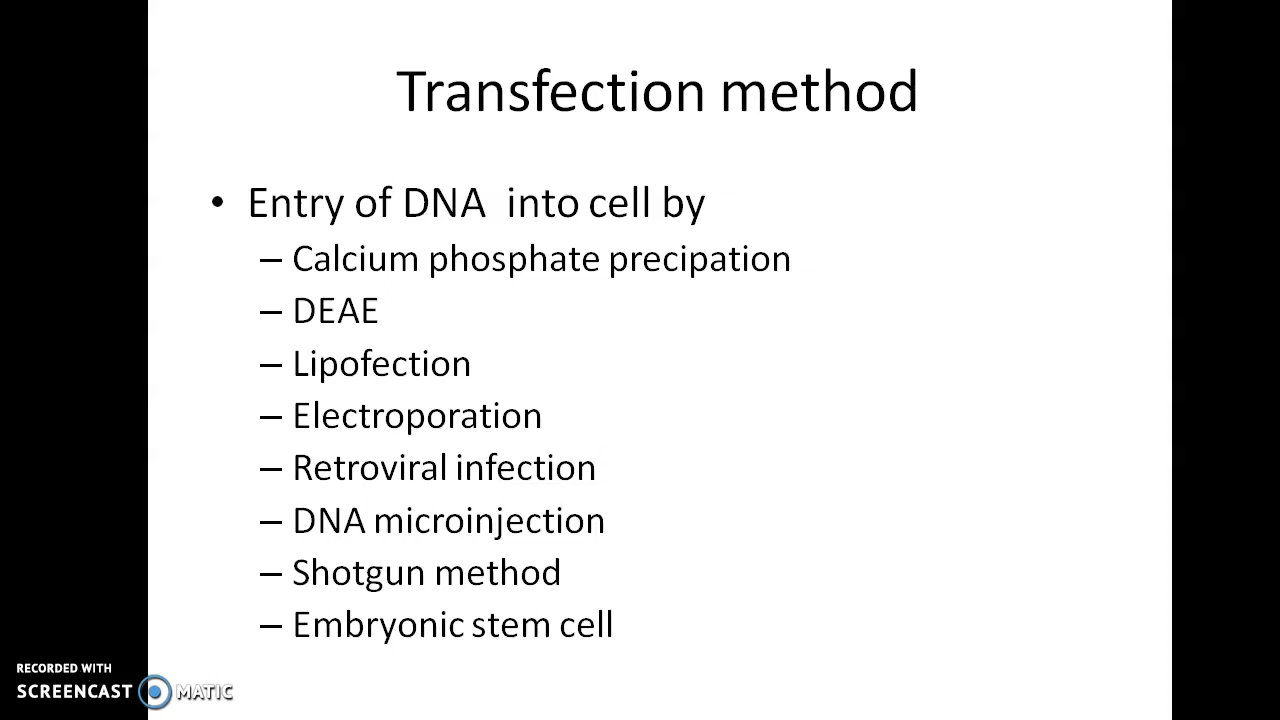 Transfection method
• Entry of DNA  into cell by
– Calcium phosphate precipation
– DEAE
– Lipofection
– Electroporation
– Retroviral infection
– DNA microinjection
– Shotgun method
– Embryonic stem cell
RECORDED WITH
SCREENCAST MATIC